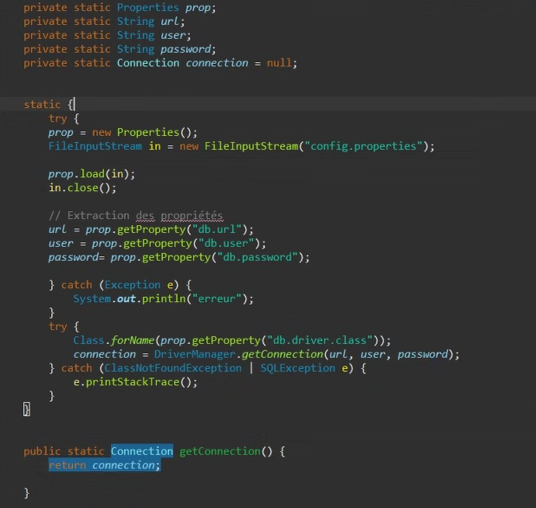 private static Properties prop;
private static String url;
private static String user;
private static String password;
private static Connection connection = null;
static {
try {
prop = new Properties();
FileInputStream in = new FileInputStream("config.properties");
prop.load(in);
in.close();
// Extraction des propriétés
url = prop.getProperty("db.url");
user = prop.getProperty("db.user");
password= prop.getProperty("db.password");
} catch (Exception e) {
System.out.println("erreur");
}
try {
Class.forName(prop.getProperty("db.driver.class"));
connection = DriverManager.getConnection(url, user, password);
} catch (ClassNotFoundException | SQLException e) {
e.printStackTrace();
}
}
public static Connection getConnection() {
return connection;
}